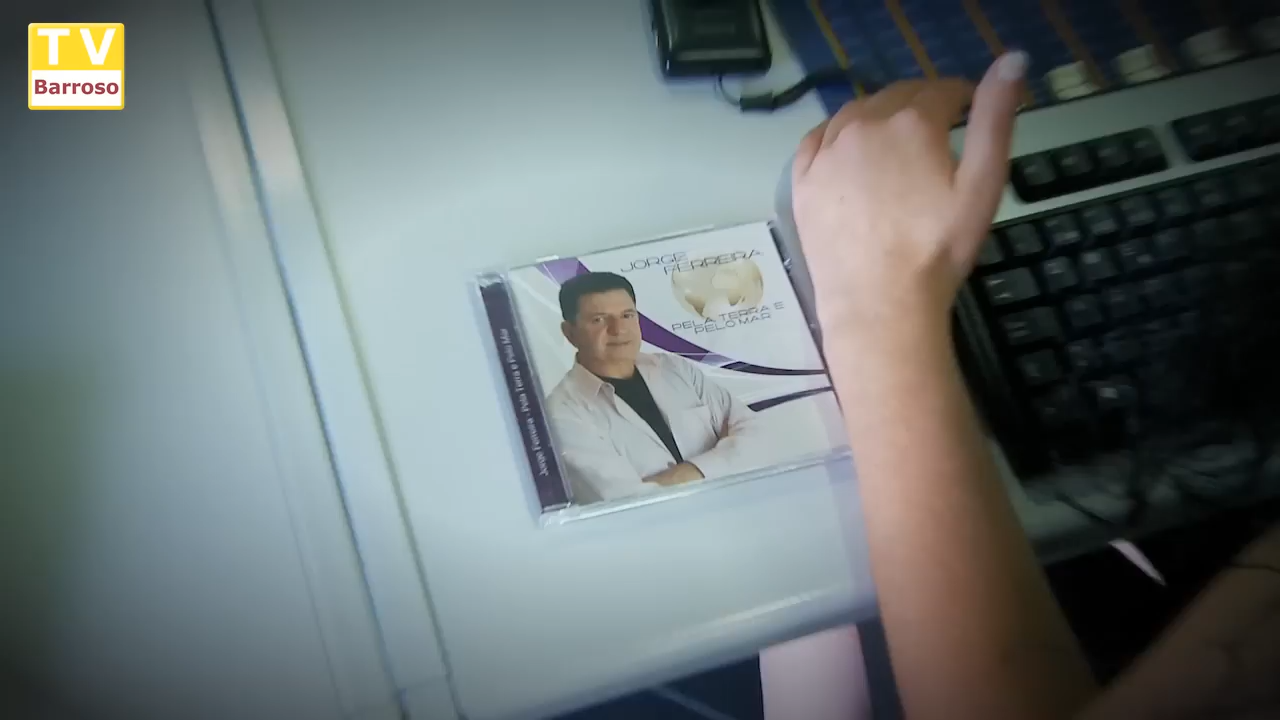 TV
Barroso
JORGE
FERREIRA
PELA TERRA E
PELO MAR
Jorge Ferreira - Pela Terra e Pelo Mar